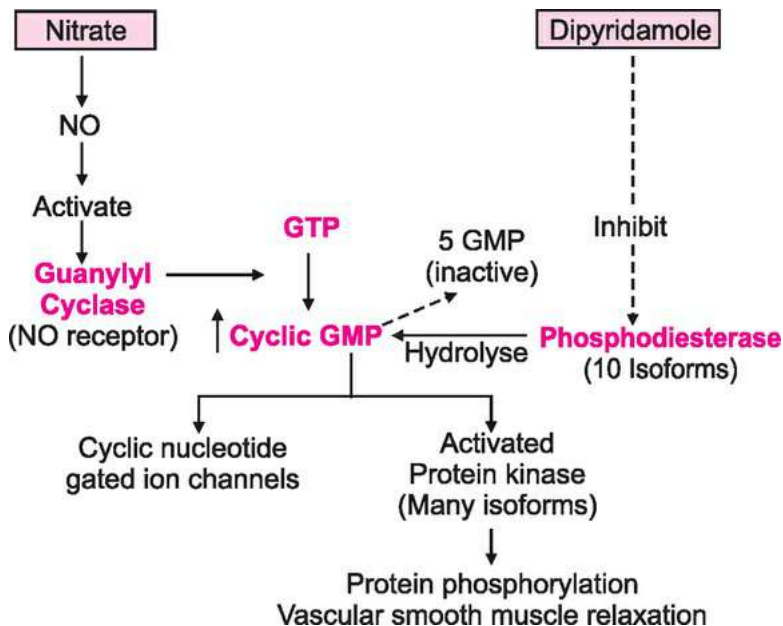 Nitrate
Dipyridamole
NO
Activate
GTP
Inhibit
5 GMP
(inactive)
Guanylyl
Cyclase
(NO receptor)
Cyclic GMP
Hydrolyse
Phosphodiesterase
(10 Isoforms)
Cyclic nucleotide
gated ion channels
Activated
Protein kinase
(Many isoforms)
Protein phosphorylation
Vascular smooth muscle relaxation